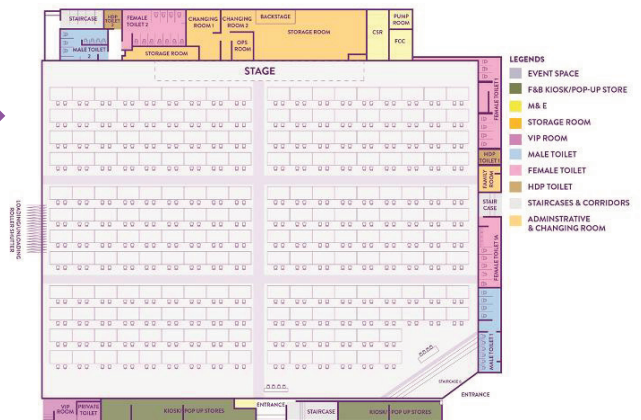 STAIRCASE
HDP
TOILET
FEMALE
TOILET 2
CHANGING
ROOM 1
CHANGING
ROOM 2
BACKSTAGE
STORAGE ROOM
CSR
PUMP
ROOM
FCC
MALE TOILET
2
STORAGE ROOM
OPS
ROOM
STAGE
FEMALE TOILET 1
HDP
TOILET 1
FAMILY
ROOM
STAIR
CASE
FEMALE TOILET 1A
MALE TOILET 1
LOADING/UNLOADING
ROLLER SHUTTER
LEGENDS
EVENT SPACE
F&B KIOSK/POP-UP STORE
M & E
STORAGE ROOM
VIP ROOM
MALE TOILET
FEMALE TOILET
HDP TOILET
STAIRCASES & CORRIDORS
ADMINSTRATIVE
& CHANGING ROOM
STAIRCASE
ENTRANCE
VIP
ROOM
PRIVATE
TOILET
KIOSK/POP UP STORES
ENTRANCE
STAIRCASE
KIOSK/POP UP STORES